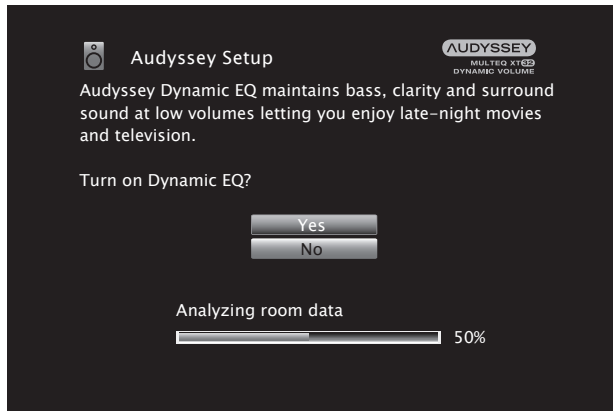 Audyssey Setup
AUDYSSEY
MULTEQ XT32
DYNAMIC VOLUME
Audyssey Dynamic EQ maintains bass, clarity and surround
sound at low volumes letting you enjoy late-night movies
and television.
Turn on Dynamic EQ?
Yes
No
Analyzing room data
50%